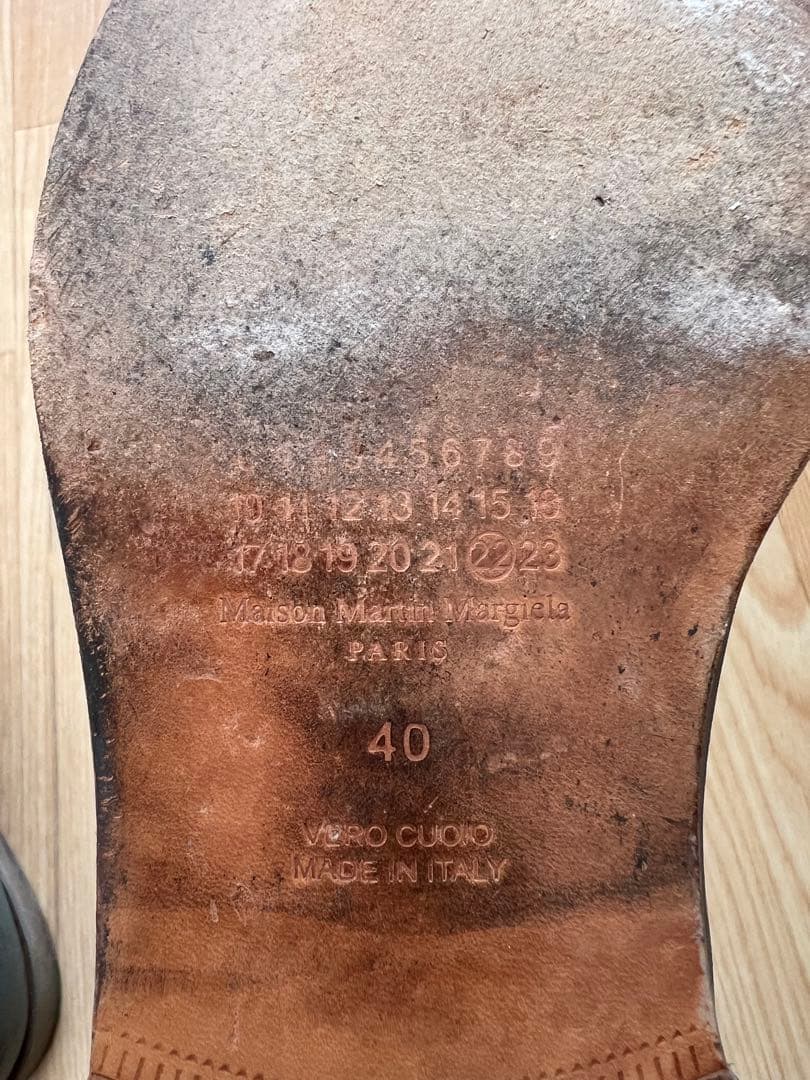 3 4 5 6 7 8 9
10 11 12 13 14 15 16
17 18 19 20 21 22 23
Maison Martin Margiela
PARIS
40
VERO CUOIO
MADE IN ITALY